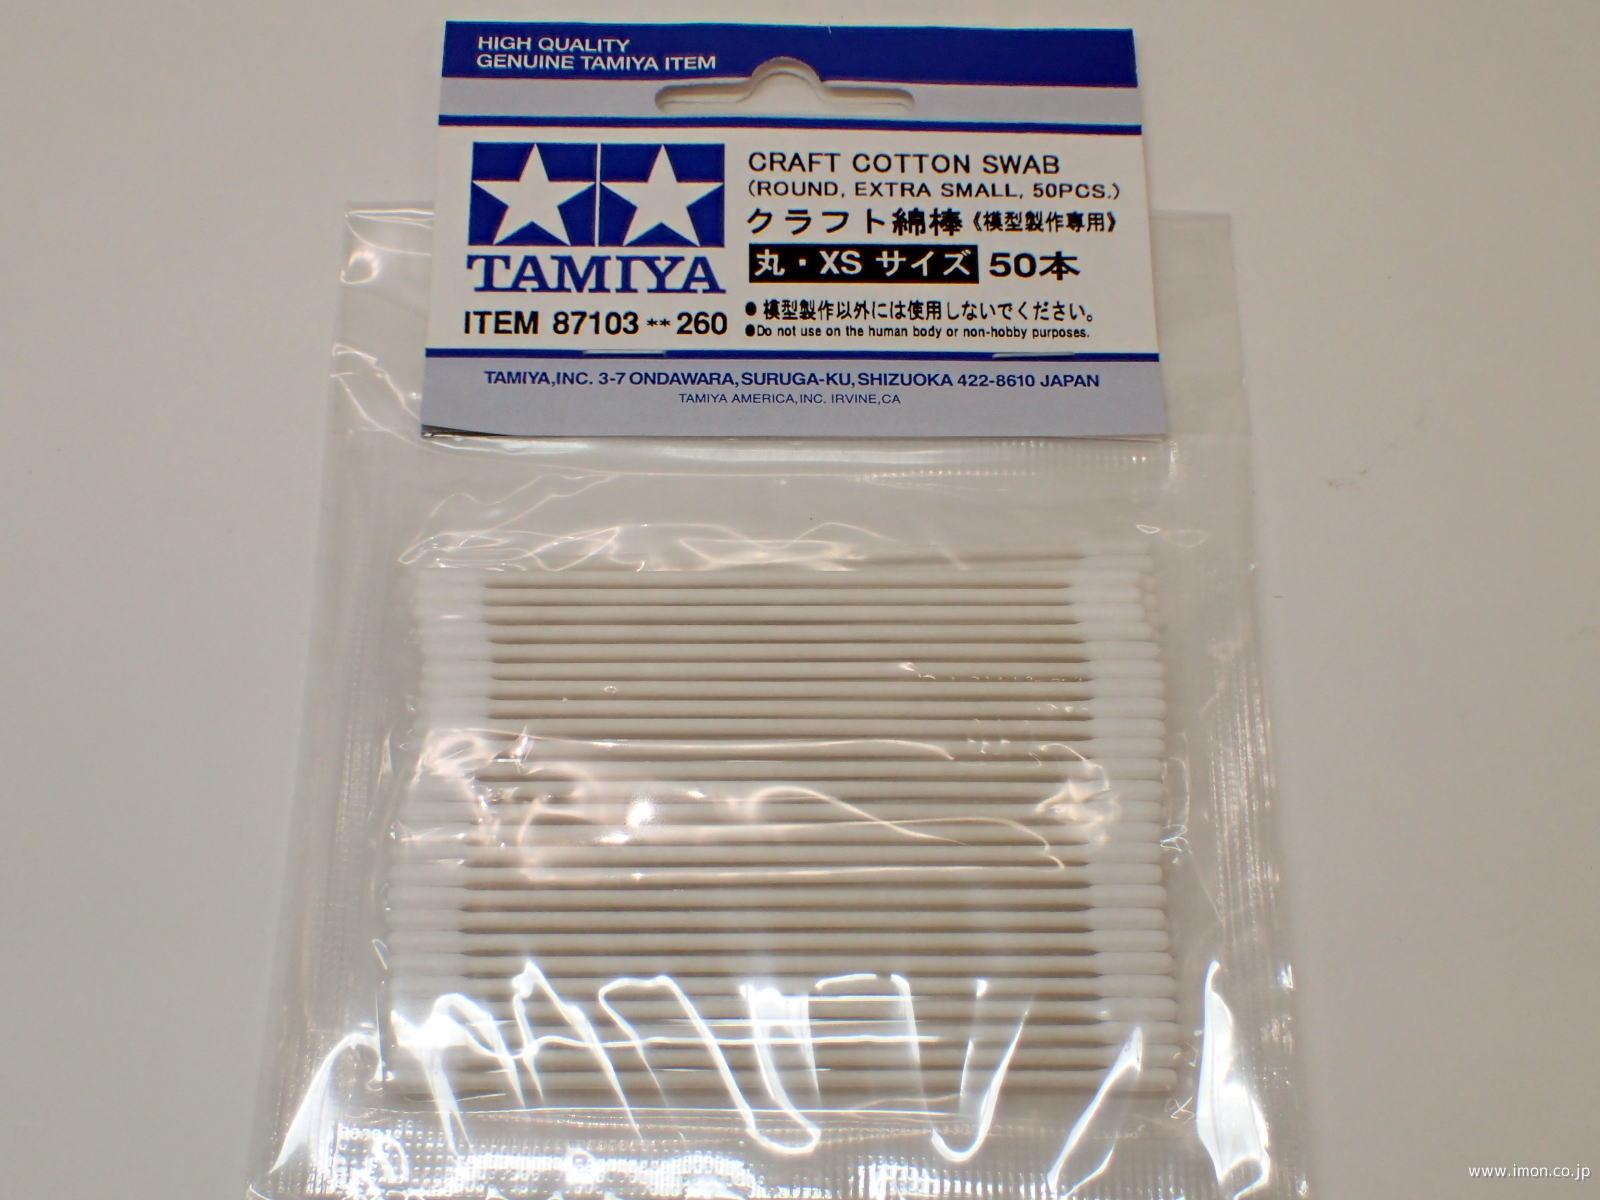 HIGH QUALITY
GENUINE TAMIYA ITEM
CRAFT COTTON SWAB
(ROUND, EXTRA SMALL, 50PCS.)
クラフト綿棒《模型製作専用》
丸・XS サイズ 50本
TAMIYA
ITEM 87103 ** 260
●模型製作以外には使用しないでください。
●Do not use on the human body or non-hobby purposes.
TAMIYA,INC. 3-7 ONDAWARA, SURUGA-KU, SHIZUOKA 422-8610 JAPAN
TAMIYA AMERICA, INC. IRVINE, CA
www.imon.co.jp